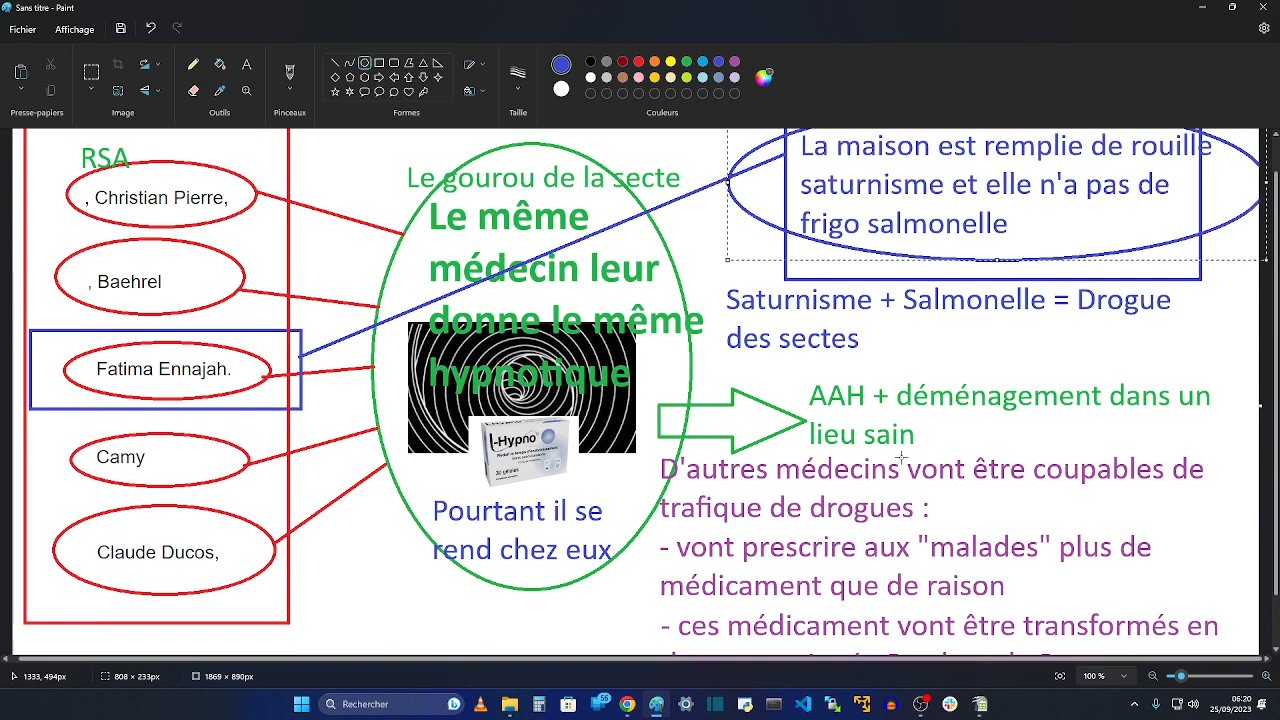 Sans titre - Paint
Fichier Affichage
Presse-papiers Image Outils Pinceaux Formes Taille Couleurs
RSA
, Christian Pierre,
, Baehrel
Fatima Ennajah.
Camy
Claude Ducos,
Le gourou de la secte
Le même
médecin leur
donne le même
hypnotique
L-Hypno
30 gélules
Pourtant il se
rend chez eux
La maison est remplie de rouille
saturnisme et elle n'a pas de
frigo salmonelle
Saturnisme + Salmonelle = Drogue
des sectes
AAH + déménagement dans un
lieu sain
D'autres médecins vont être coupables de
trafique de drogues :
- vont prescrire aux "malades" plus de
médicament que de raison
- ces médicament vont être transformés en
1333, 494px 808 × 233px 1869 × 890px 100 %
Rechercher 56 06:20
25/09/2023